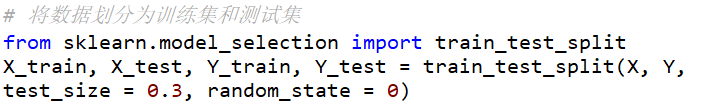 # 将数据划分为训练集和测试集
from sklearn.model_selection import train_test_split
X_train, X_test, Y_train, Y_test = train_test_split(X, Y,
test_size = 0.3, random_state = 0)